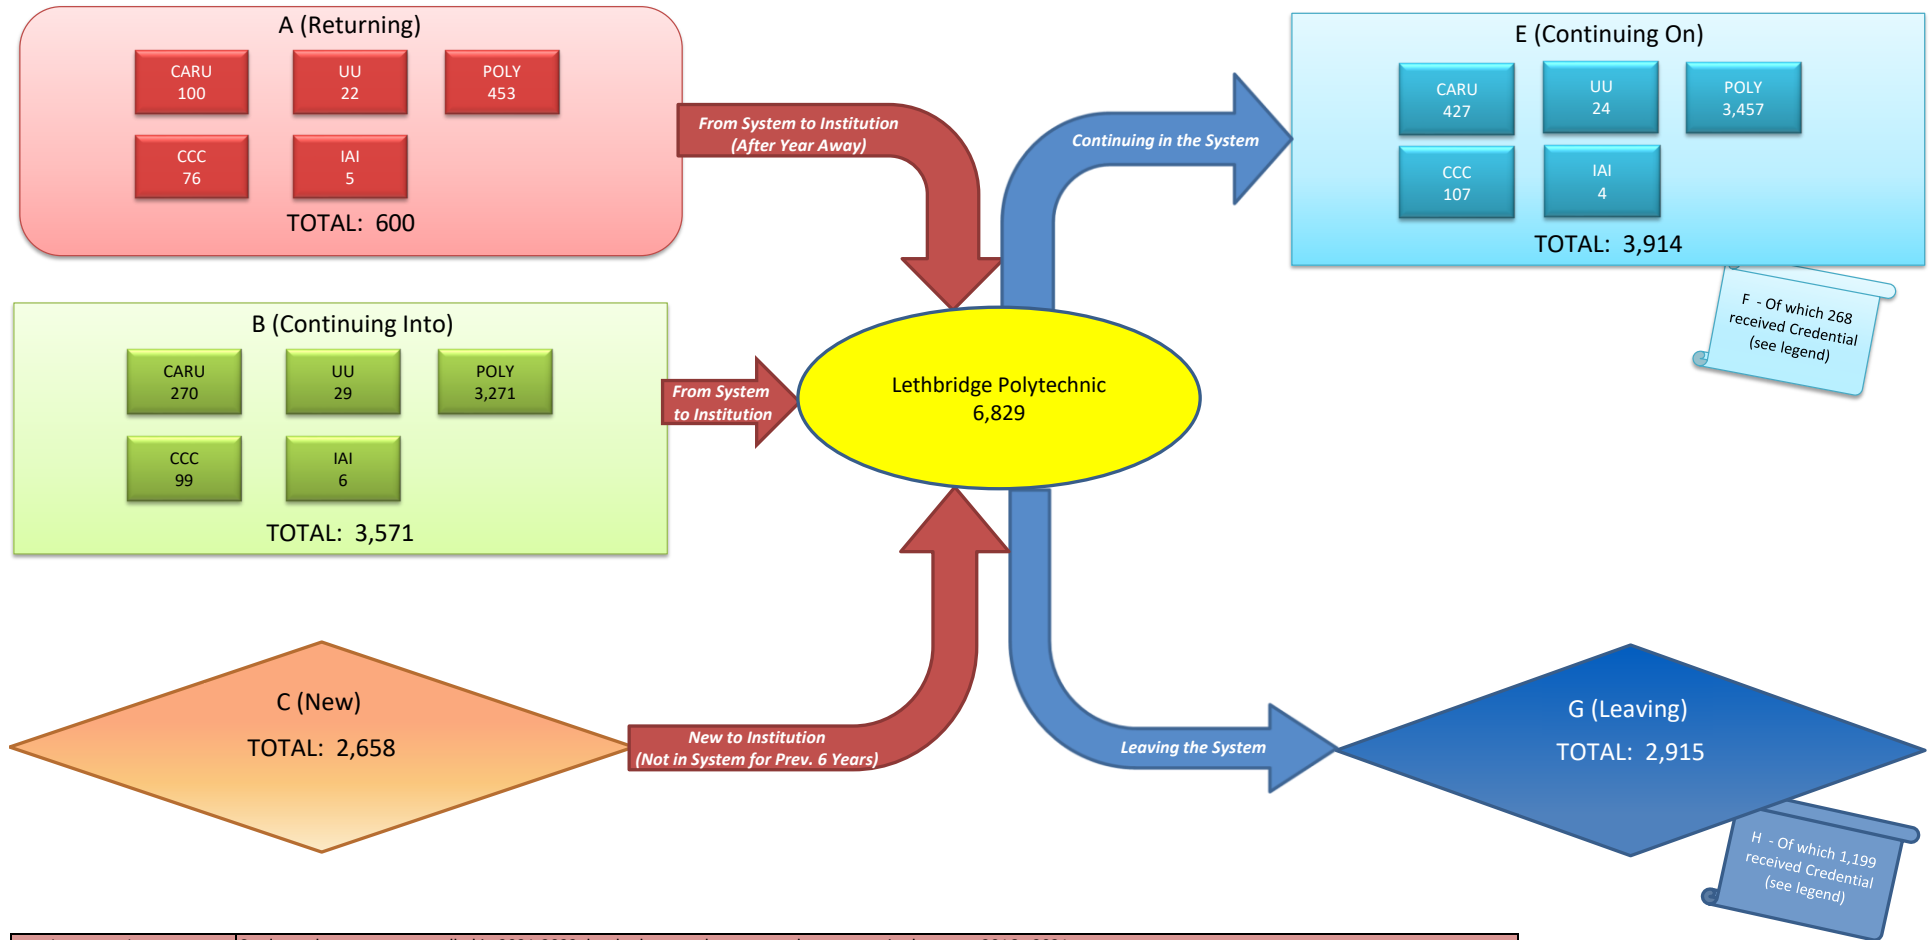 A (Returning)
CARU
100
UU
22
POLY
453
CCC
76
IAI
5
TOTAL: 600
From System to Institution
(After Year Away)
Continuing in the System
E (Continuing On)
CARU
427
UU
24
POLY
3,457
CCC
107
IAI
4
TOTAL: 3,914
F - Of which 268
received Credential
(see legend)
B (Continuing Into)
CARU
270
UU
29
POLY
3,271
CCC
99
IAI
6
TOTAL: 3,571
From System
to Institution
Lethbridge Polytechnic
6,829
C (New)
TOTAL: 2,658
New to Institution
(Not in System for Prev. 6 Years)
Leaving the System
G (Leaving)
TOTAL: 2,915
H - Of which 1,199
received Credential
(see legend)